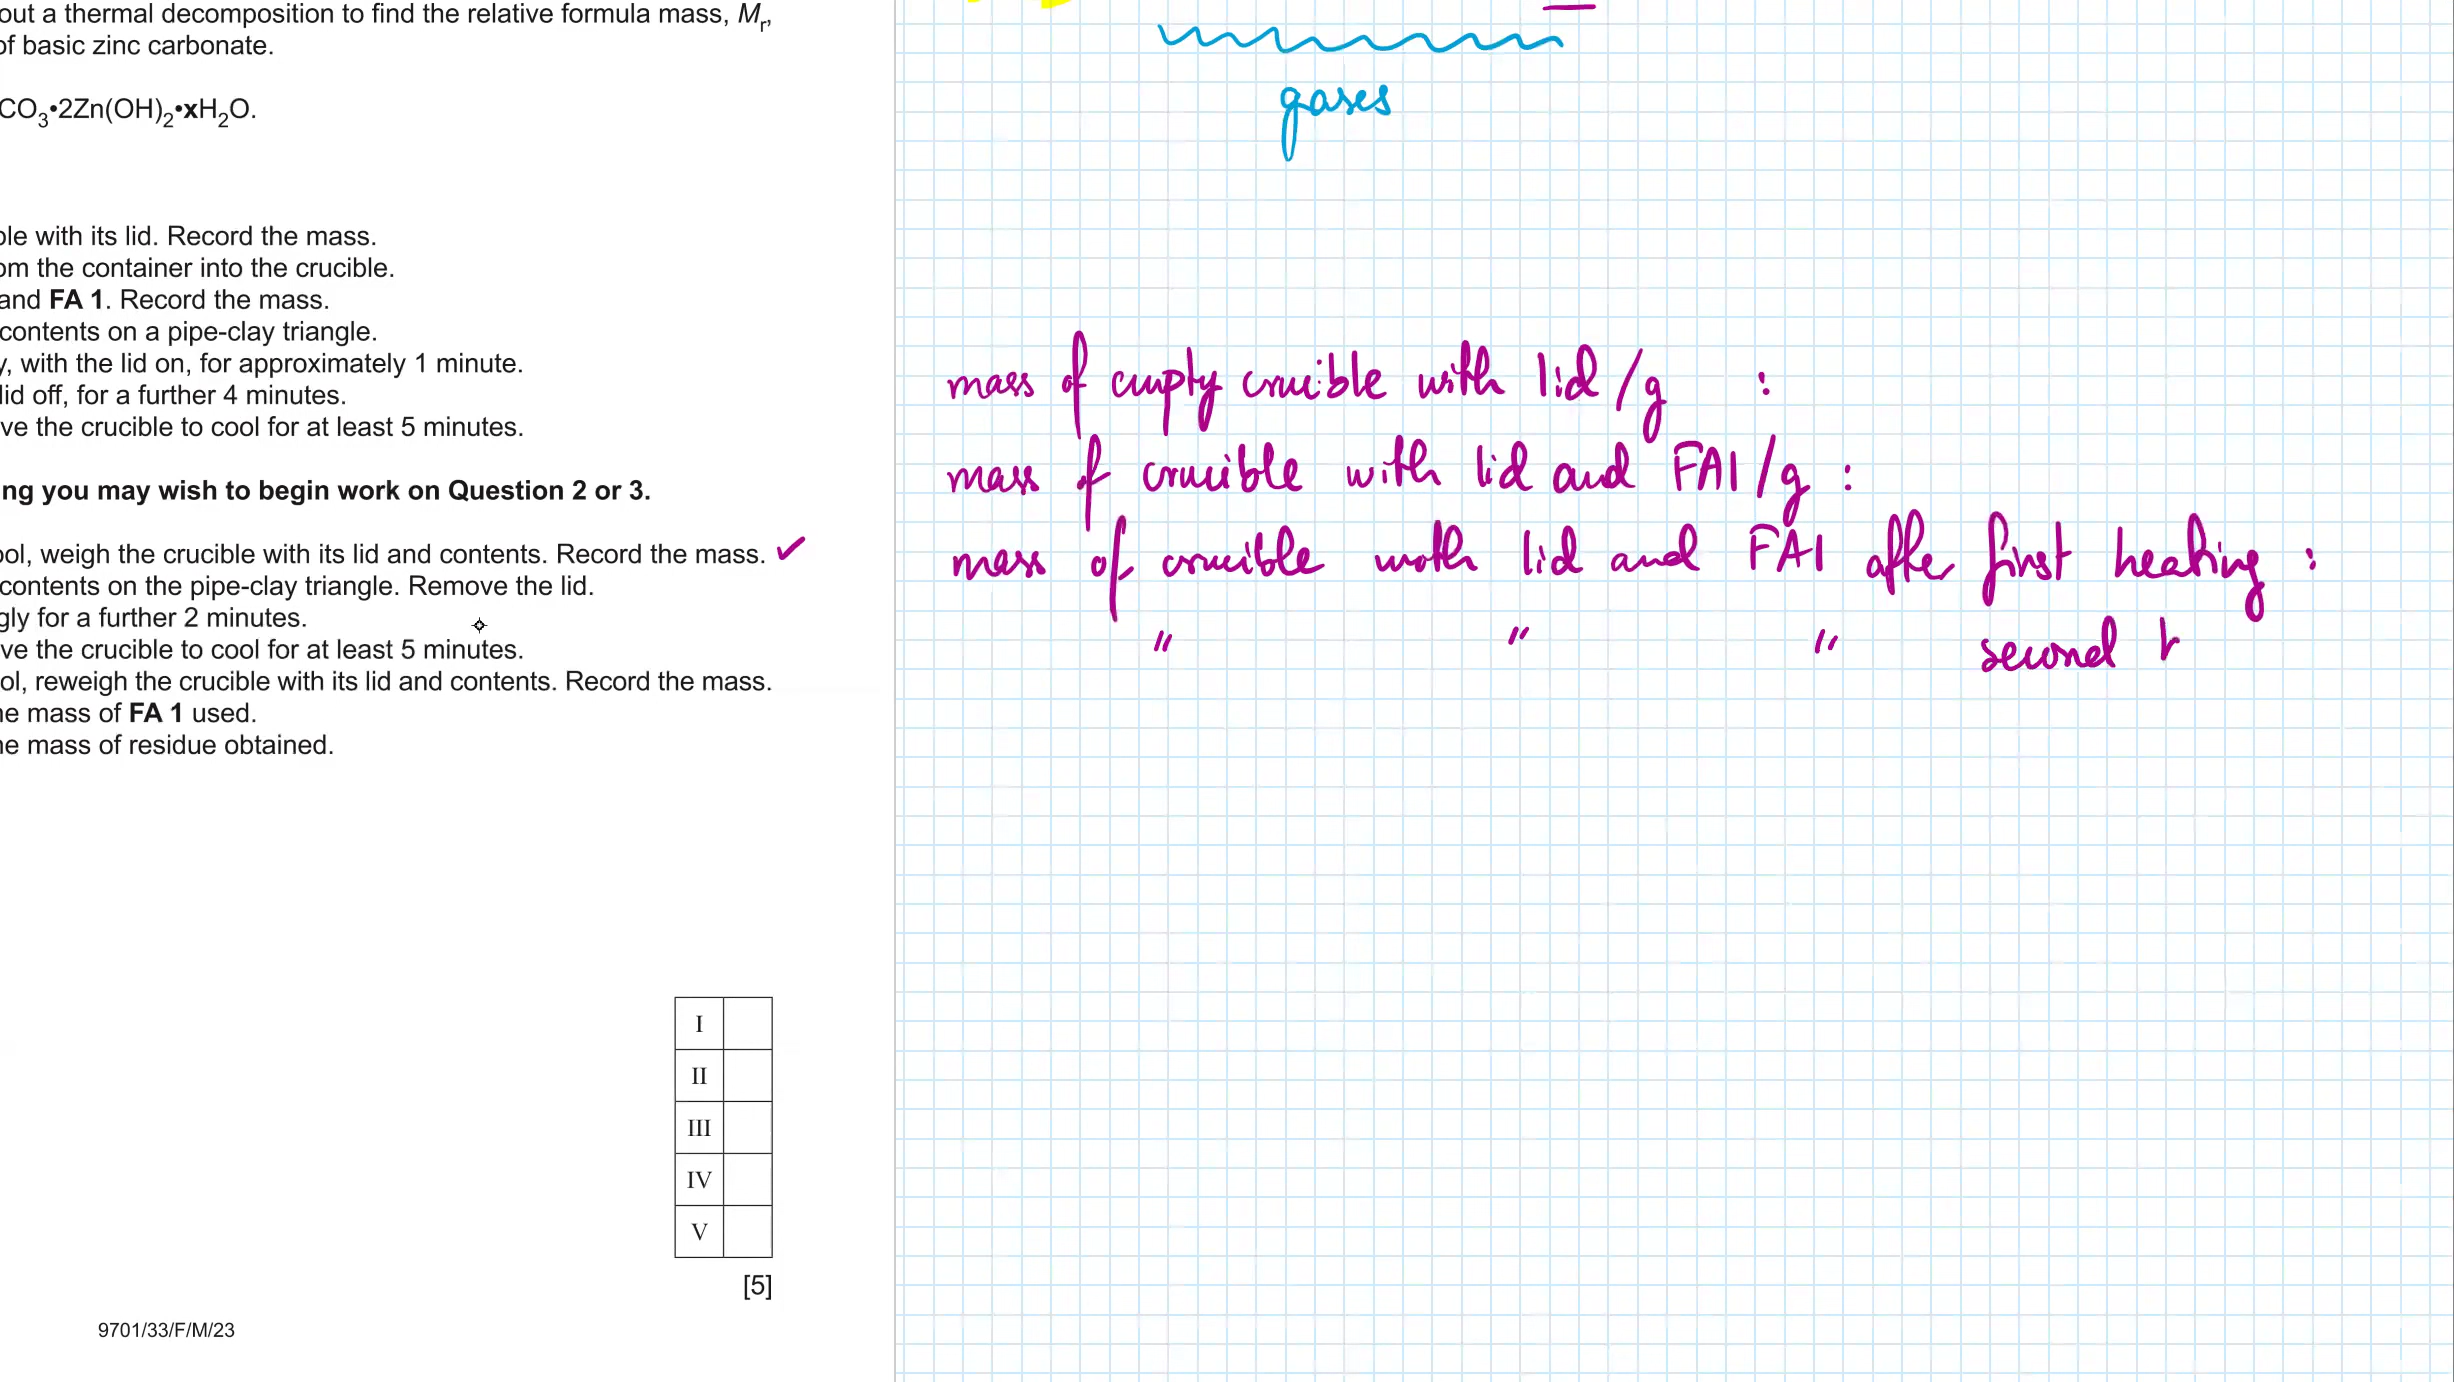 out a thermal decomposition to find the relative formula mass, Mr,
of basic zinc carbonate.
CO3•2Zn(OH)2•xH2O.
ble with its lid. Record the mass.
om the container into the crucible.
and FA 1. Record the mass.
contents on a pipe-clay triangle.
y, with the lid on, for approximately 1 minute.
lid off, for a further 4 minutes.
ve the crucible to cool for at least 5 minutes.
ing you may wish to begin work on Question 2 or 3.
ool, weigh the crucible with its lid and contents. Record the mass. ✓
contents on the pipe-clay triangle. Remove the lid.
gly for a further 2 minutes.
ve the crucible to cool for at least 5 minutes.
ol, reweigh the crucible with its lid and contents. Record the mass.
he mass of FA 1 used.
he mass of residue obtained.
I
II
III
IV
V
[5]
9701/33/F/M/23
gases
mass of empty crucible with lid/g :
mass of crucible with lid and FA1/g :
mass of crucible with lid and FA1 after first heating :
" " " second h